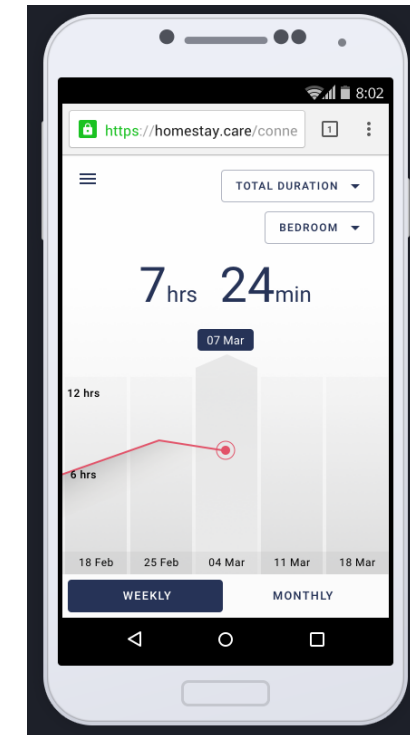 8:02
https://homestay.care/conne
1
TOTAL DURATION
BEDROOM
7hrs 24min
07 Mar
12 hrs
6 hrs
18 Feb 25 Feb 04 Mar 11 Mar 18 Mar
WEEKLY MONTHLY